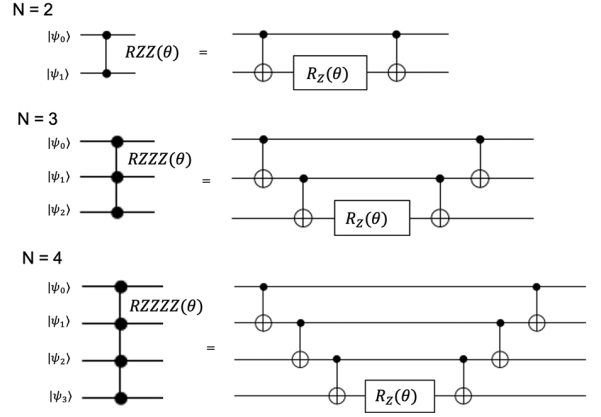 N = 2
|ψ₀⟩
RZZ(θ) =
|ψ₁⟩
R_Z(θ)
N = 3
|ψ₀⟩
RZZZ(θ)
|ψ₁⟩
=
|ψ₂⟩
R_Z(θ)
N = 4
|ψ₀⟩
RZZZZ(θ)
|ψ₁⟩
=
|ψ₂⟩
|ψ₃⟩
R_Z(θ)